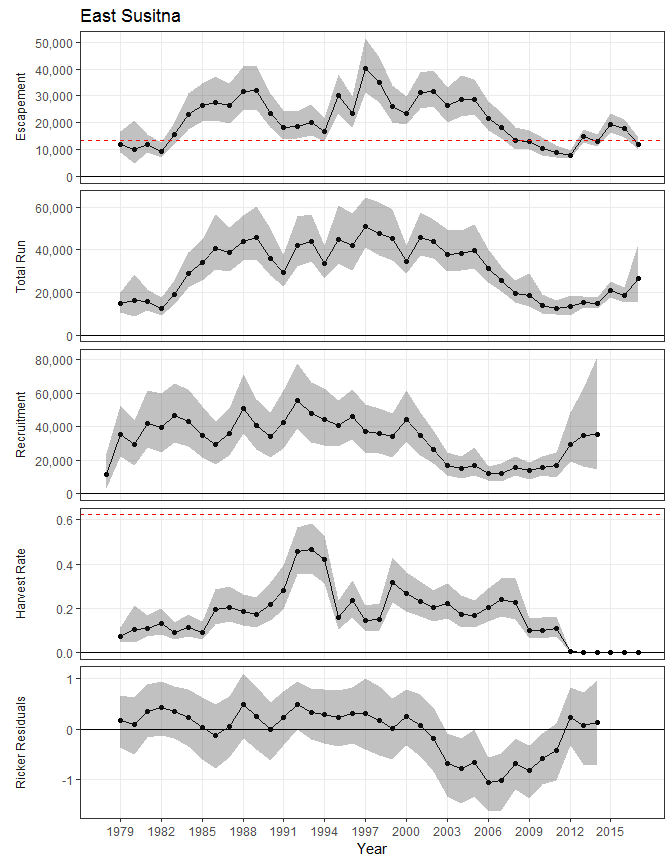 East Susitna
Escapement
50,000
40,000
30,000
20,000
10,000
0
Total Run
60,000
40,000
20,000
0
Recruitment
80,000
60,000
40,000
20,000
0
Harvest Rate
0.6
0.4
0.2
0.0
Ricker Residuals
1
0
-1
1979 1982 1985 1988 1991 1994 1997 2000 2003 2006 2009 2012 2015
Year